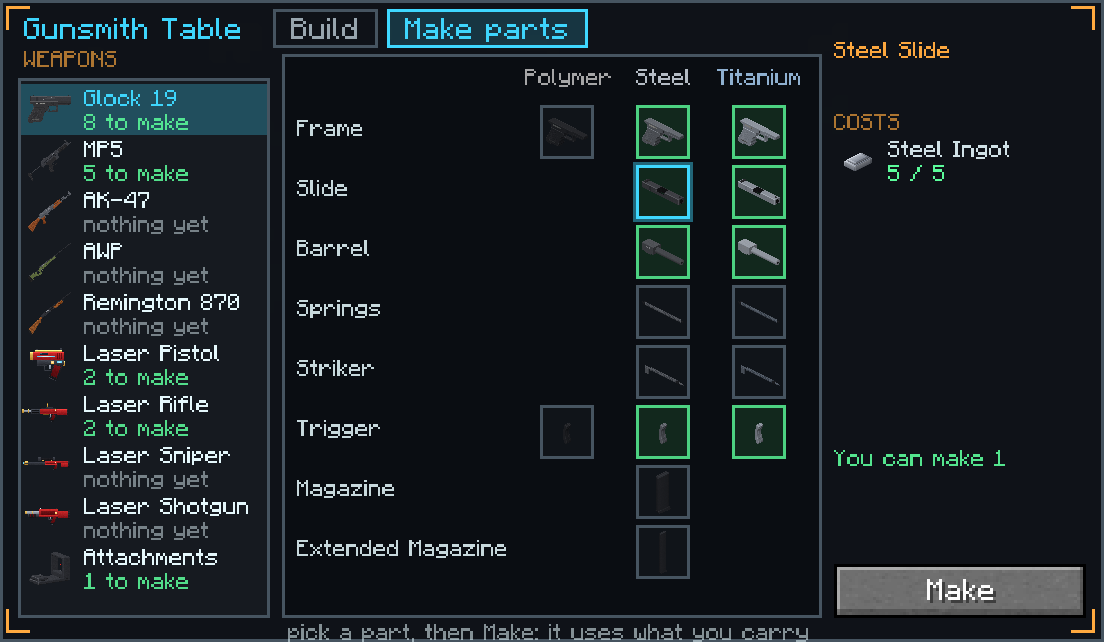 Gunsmith Table
Build
Make parts
WEAPONS
Glock 19
8 to make
MP5
5 to make
AK-47
nothing yet
AWP
nothing yet
Remington 870
nothing yet
Laser Pistol
2 to make
Laser Rifle
2 to make
Laser Sniper
nothing yet
Laser Shotgun
nothing yet
Attachments
1 to make
Polymer Steel Titanium
Frame
Slide
Barrel
Springs
Striker
Trigger
Magazine
Extended Magazine
pick a part, then Make: it uses what you carry
Steel Slide
COSTS
Steel Ingot
5 / 5
You can make 1
Make